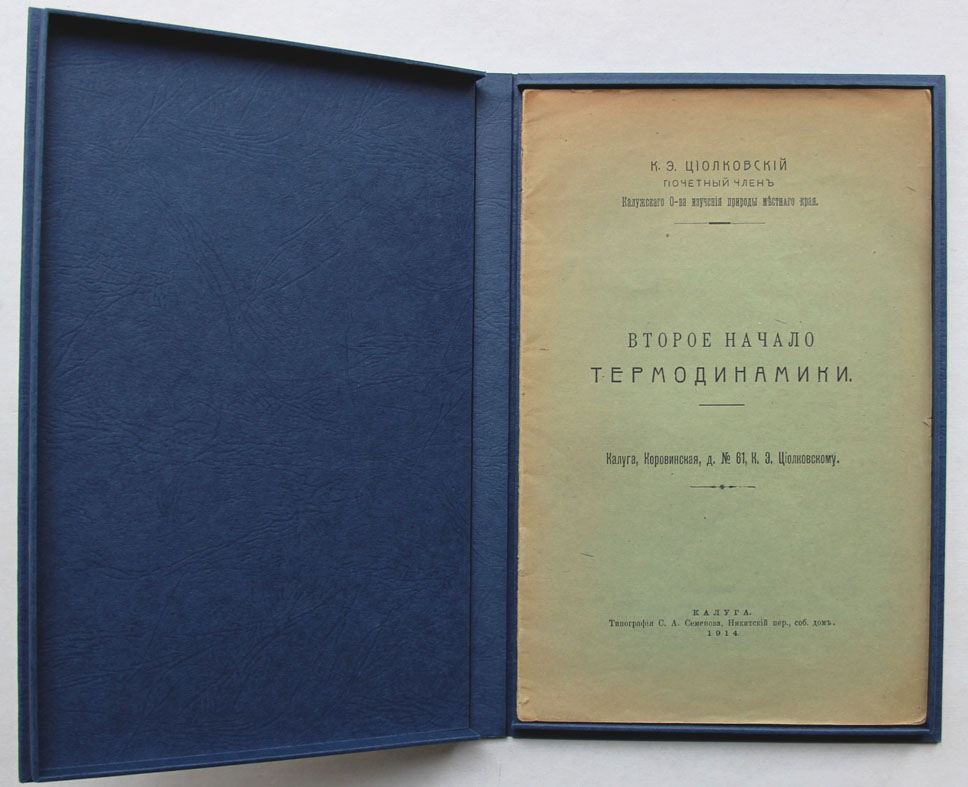 К. Э. ЦІОЛКОВСКІЙ
ПОЧЕТНЫЙ ЧЛЕНЪ
Калужскаго О-ва изученія природы мѣстнаго края.
ВТОРОЕ НАЧАЛО
ТЕРМОДИНАМИКИ.
Калуга, Коровинская, д. № 61, К. Э. Ціолковскому.
КАЛУГА.
Типографія С. А. Семенова, Никитскій пер., соб. домъ.
1914.